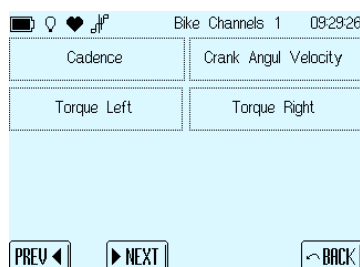 Bike Channels 1 09:29:26
Cadence Crank Angul Velocity
Torque Left Torque Right
PREV NEXT BACK